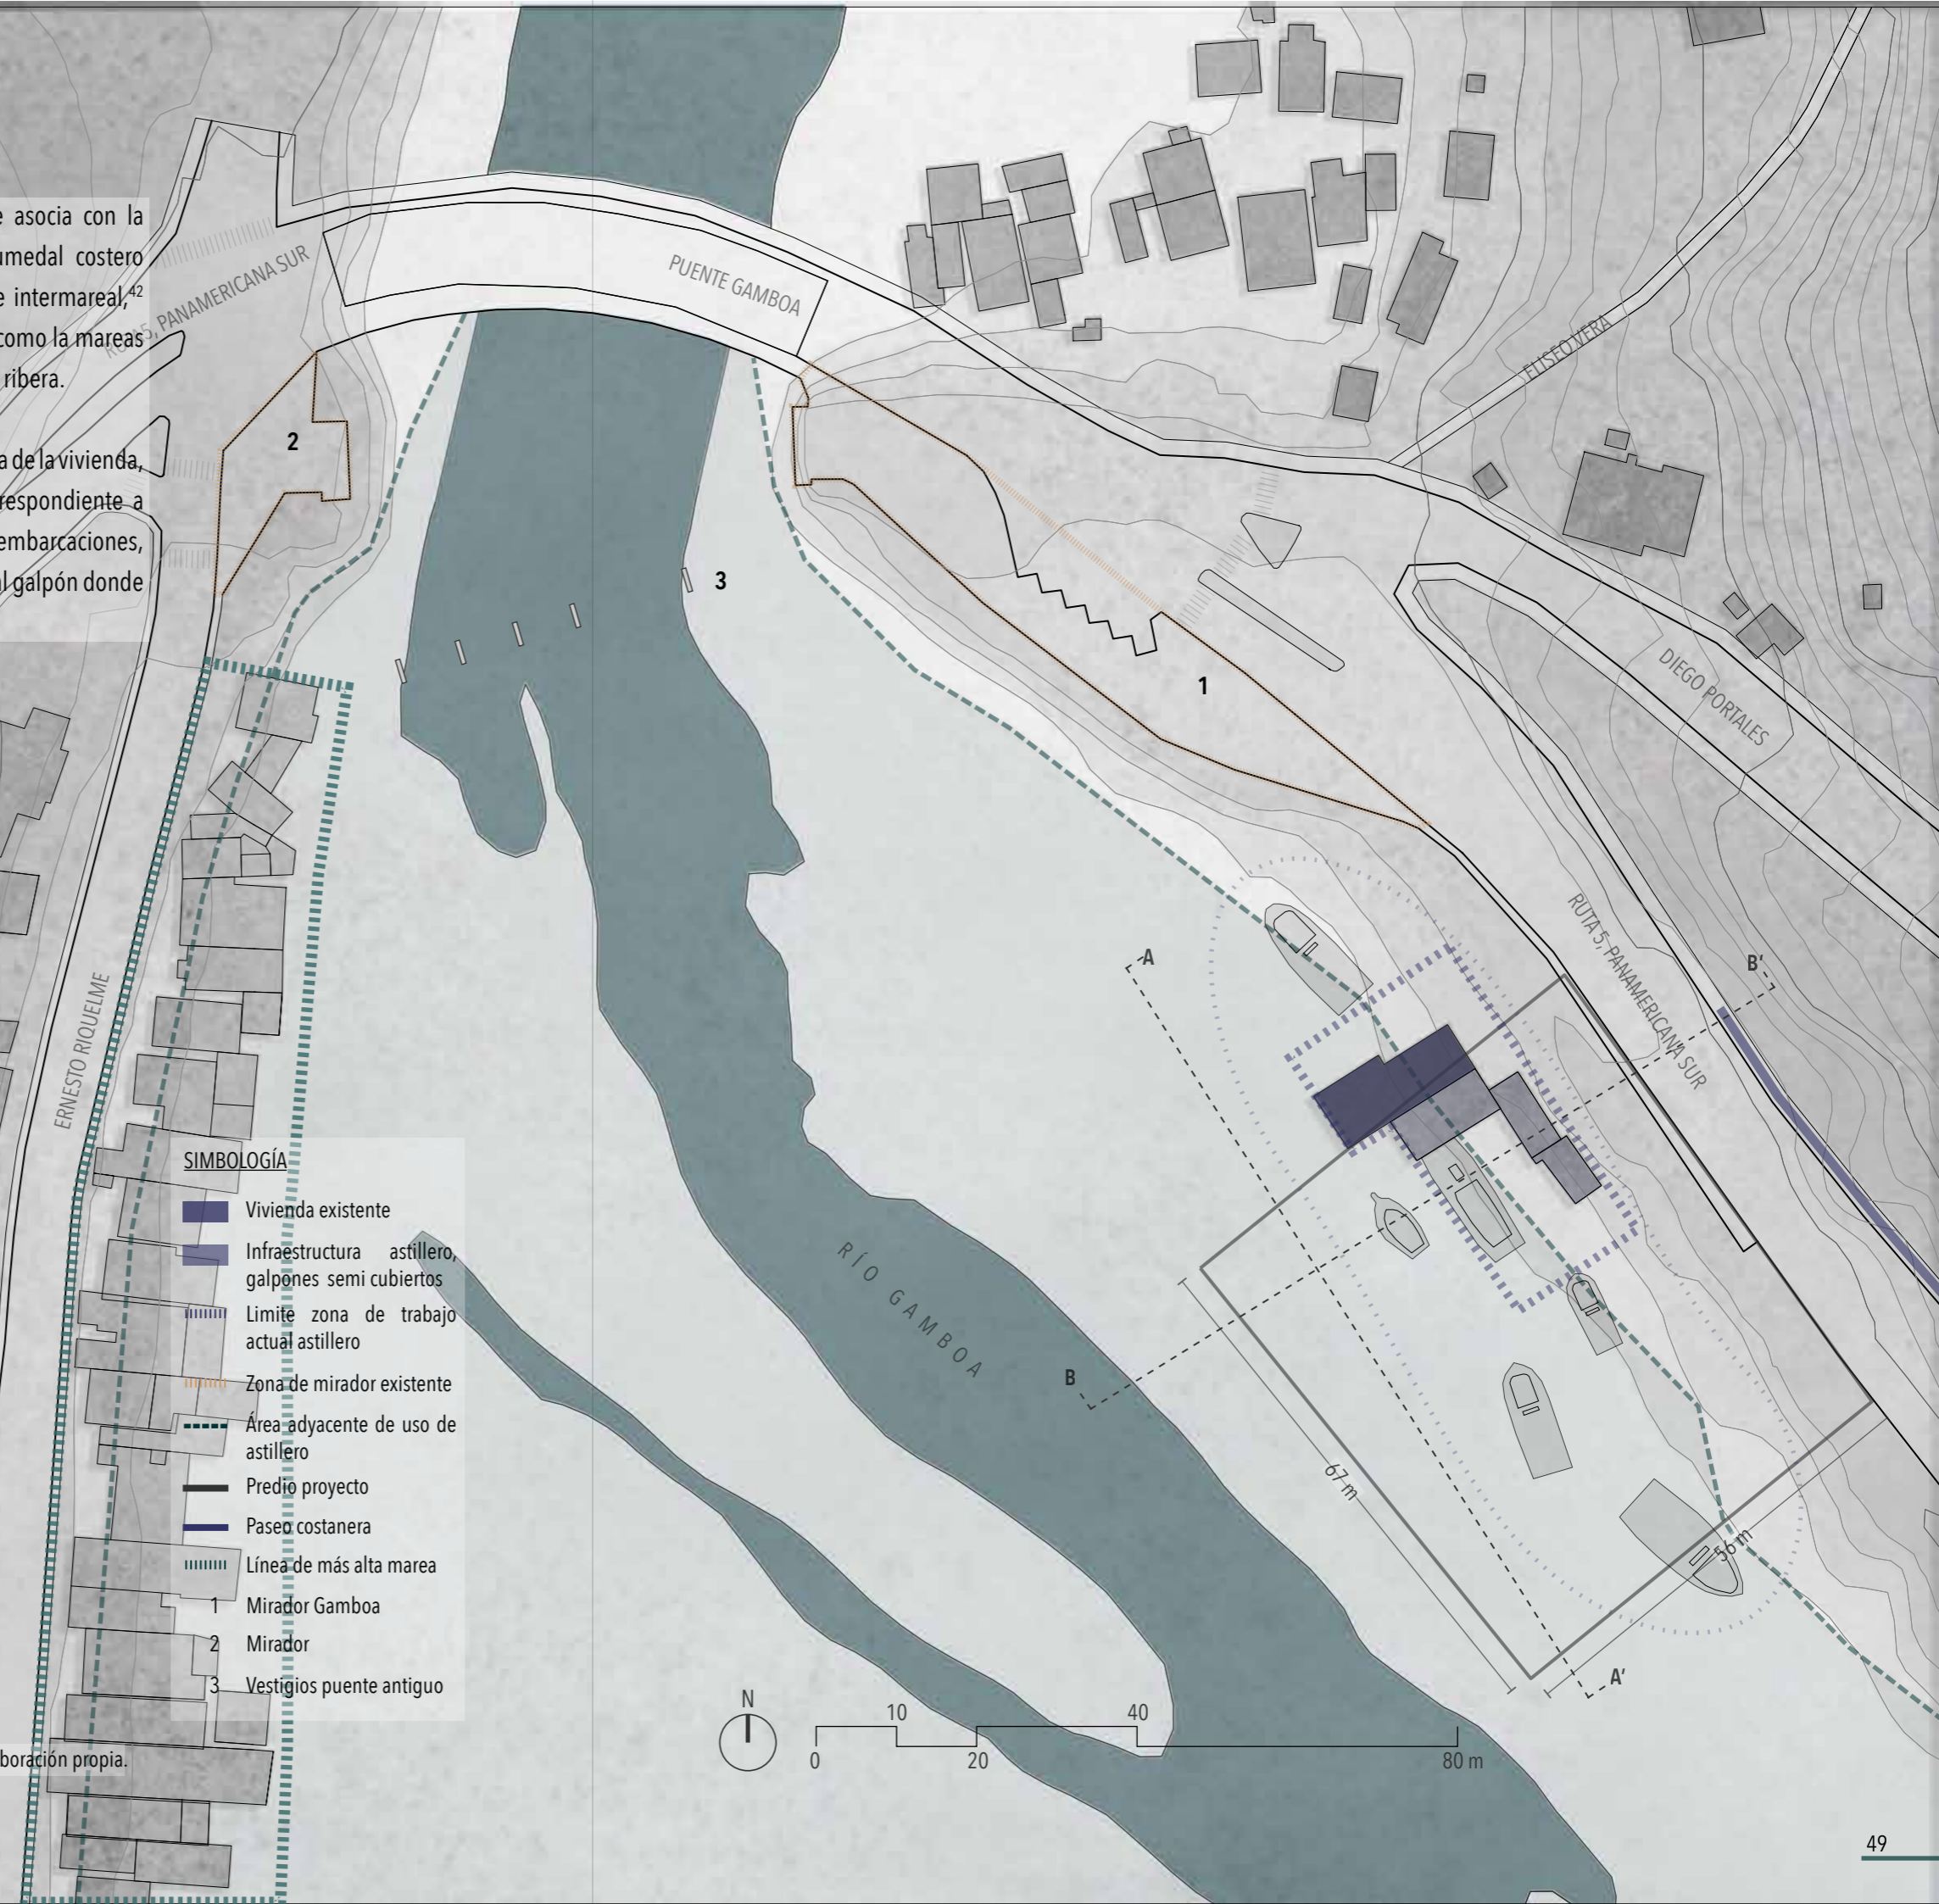 e asocia con la
umedal costero
e intermareal,42
como la mareas
ribera.
a de la vivienda,
respondiente a
embarcaciones,
al galpón donde
RUTA 5, PANAMERICANA SUR
PUENTE GAMBOA
ELISEO VERA
DIEGO PORTALES
RUTA 5, PANAMERICANA SUR
ERNESTO RIQUELME
RÍO GAMBOA
2
3
1
A
B'
B
A'
67 m
56 m
SIMBOLOGÍA
Vivienda existente
Infraestructura astillero,
galpones semi cubiertos
Limite zona de trabajo
actual astillero
Zona de mirador existente
Área adyacente de uso de
astillero
Predio proyecto
Paseo costanera
Línea de más alta marea
1 Mirador Gamboa
2 Mirador
3 Vestigios puente antiguo
N
10 40
0 20 80 m
boración propia.
49